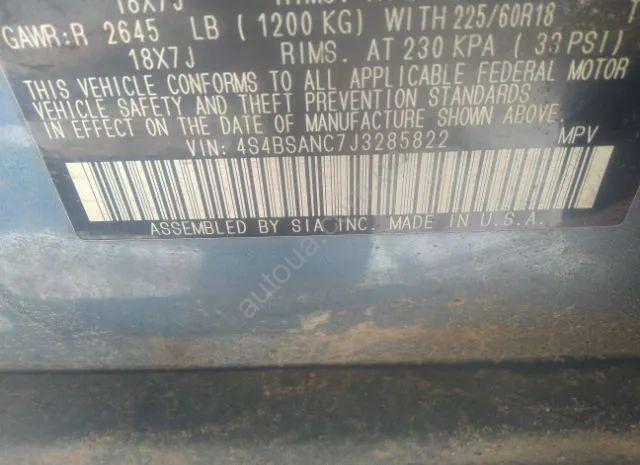 18X7J RIMS.
GAWR:R 2645 LB ( 1200 KG) WITH 225/60R18
18X7J RIMS. AT 230 KPA ( 33 PSI)
THIS VEHICLE CONFORMS TO ALL APPLICABLE FEDERAL MOTOR
VEHICLE SAFETY AND THEFT PREVENTION STANDARDS
IN EFFECT ON THE DATE OF MANUFACTURE SHOWN ABOVE.
VIN: 4S4BSANC7J3285822 MPV
ASSEMBLED BY SIA INC. MADE IN U.S.A.